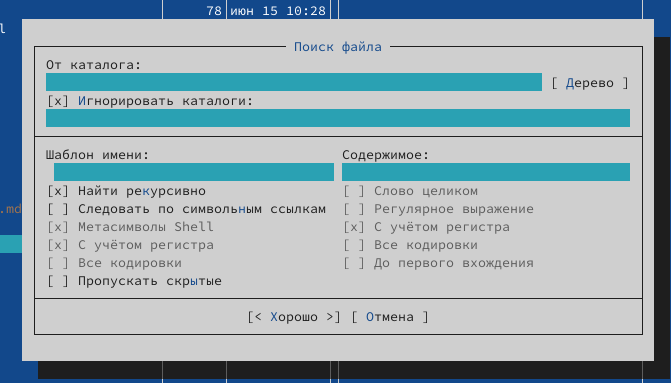 78 июн 15 10:28
l
Поиск файла
От каталога:
[ Дерево ]
[x] Игнорировать каталоги:
Шаблон имени:
Содержимое:
[x] Найти рекурсивно
[ ] Слово целиком
[ ] Следовать по символьным ссылкам
[ ] Регулярное выражение
[x] Метасимволы Shell
[x] С учётом регистра
[x] С учётом регистра
[ ] Все кодировки
[ ] Все кодировки
[ ] До первого вхождения
[ ] Пропускать скрытые
.md
[< Хорошо >] [ Отмена ]